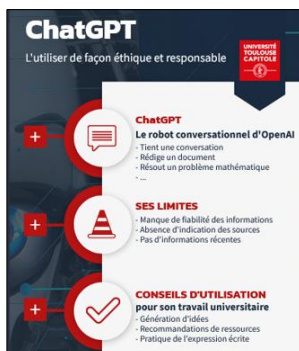 ChatGPT
L'utiliser de façon éthique et responsable
UNIVERSITÉ
TOULOUSE
CAPITOLE
ChatGPT
Le robot conversationnel d'OpenAI
- Tient une conversation
- Rédige un document
- Résout un problème mathématique
- ...
SES LIMITES
- Manque de fiabilité des informations
- Absence d'indication des sources
- Pas d'informations récentes
CONSEILS D'UTILISATION
pour son travail universitaire
- Génération d'idées
- Recommandations de ressources
- Pratique de l'expression écrite